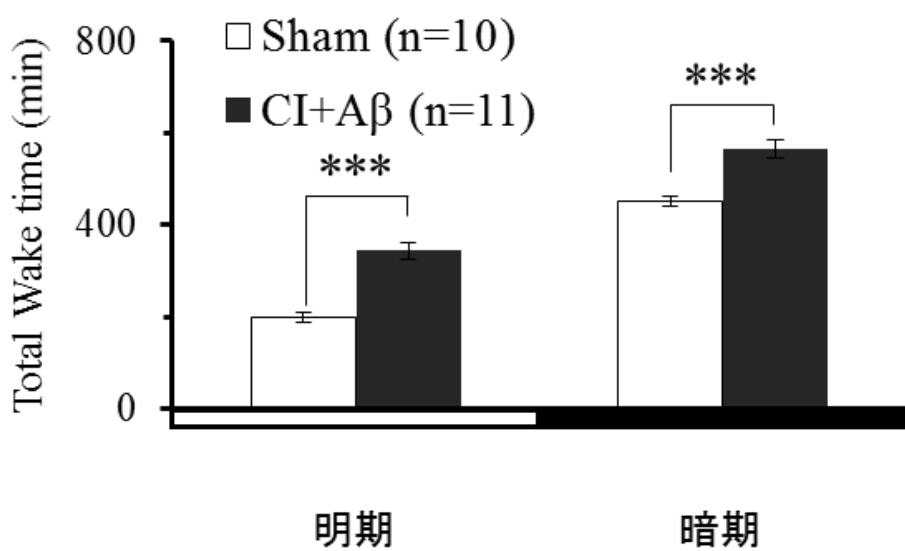 Total Wake time (min)
800
400
0
Sham (n=10)
CI+Aβ (n=11)
***
***
明期
暗期